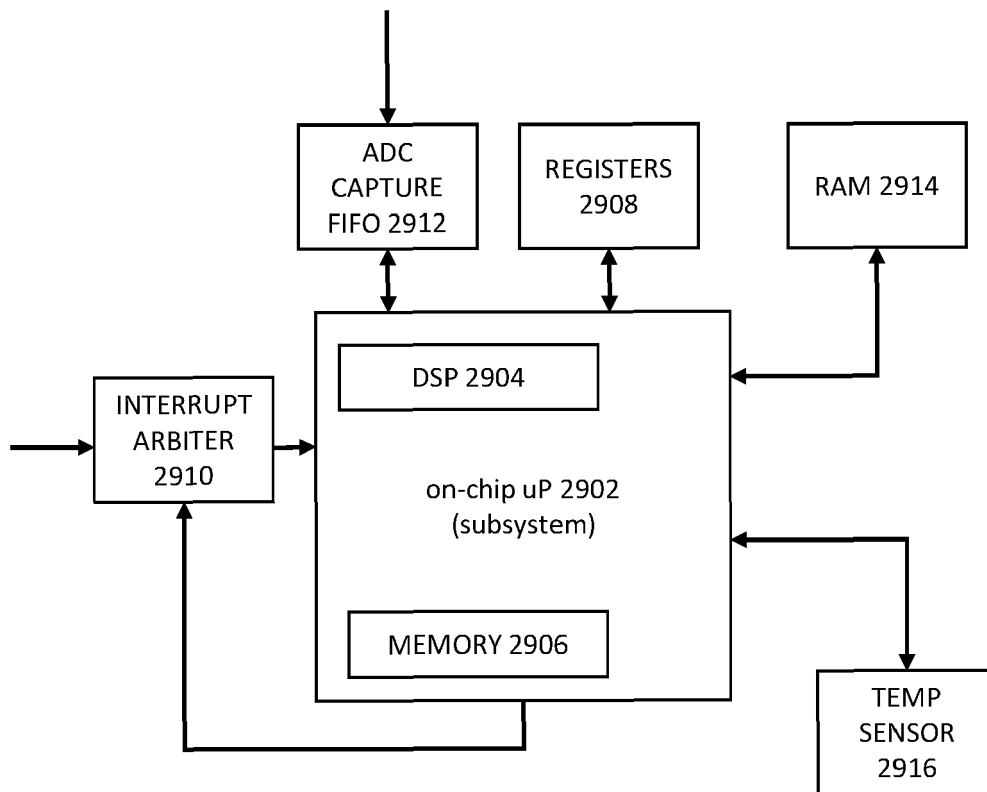 ADC
CAPTURE
FIFO 2912
REGISTERS
2908
RAM 2914
DSP 2904
INTERRUPT
ARBITER
2910
on-chip uP 2902
(subsystem)
MEMORY 2906
TEMP
SENSOR
2916